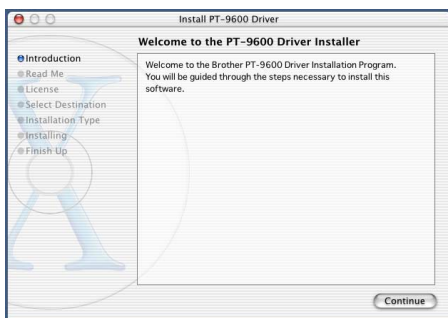 Install PT-9600 Driver
Welcome to the PT-9600 Driver Installer
Introduction
Read Me
License
Select Destination
Installation Type
Installing
Finish Up
Welcome to the Brother PT-9600 Driver Installation Program.
You will be guided through the steps necessary to install this
software.
Continue